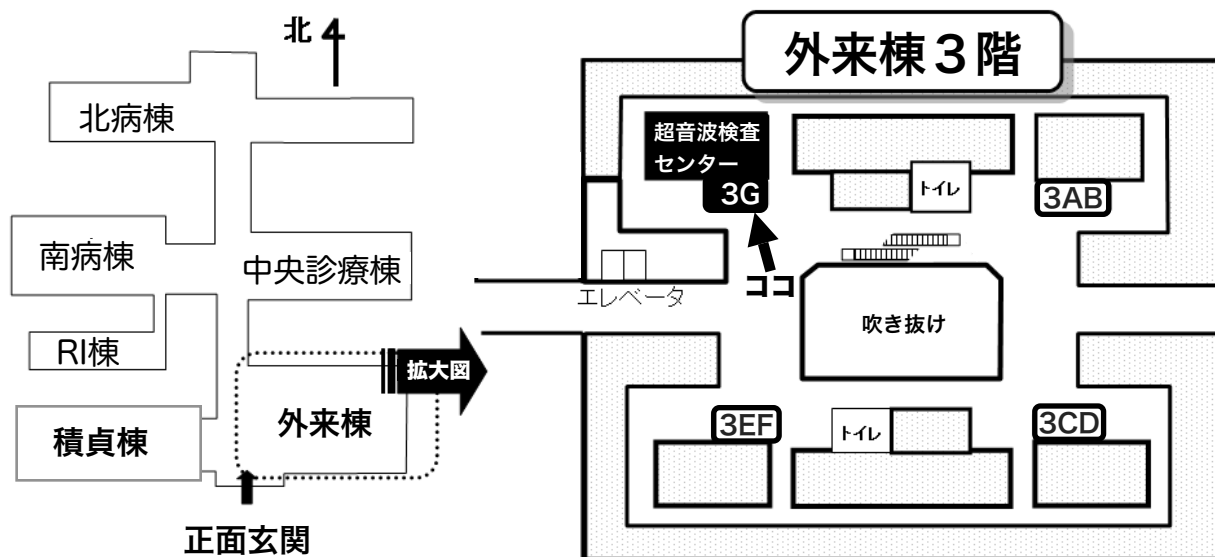 北
北病棟
南病棟
中央診療棟
RI棟
拡大図
外来棟
積貞棟
正面玄関
外来棟３階
超音波検査
センター
3G
トイレ
3AB
ココ
エレベータ
吹き抜け
3EF
トイレ
3CD